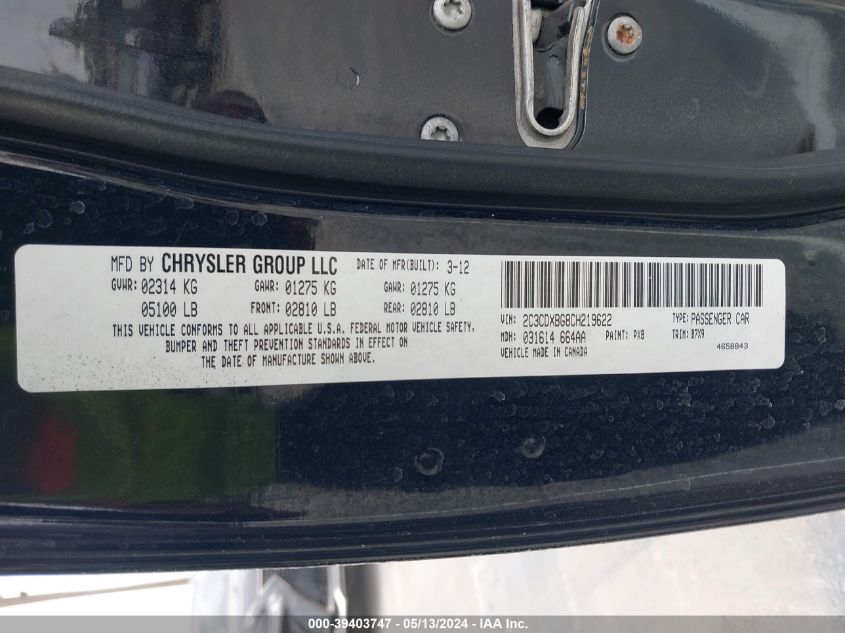 MFD BY CHRYSLER GROUP LLC DATE OF MFR(BUILT): 3-12
GVWR: 02314 KG GAWR: 01275 KG GAWR: 01275 KG
05100 LB FRONT: 02810 LB REAR: 02810 LB
THIS VEHICLE CONFORMS TO ALL APPLICABLE U.S.A. FEDERAL MOTOR VEHICLE SAFETY,
BUMPER AND THEFT PREVENTION STANDARDS IN EFFECT ON
THE DATE OF MANUFACTURE SHOWN ABOVE.
VIN: 2C3CDXBG8CH219622 TYPE: PASSENGER CAR
MDH: 031614 664AA PAINT: PX8 TRIM: B7X9
VEHICLE MADE IN CANADA 4658843
000-39403747 - 05/13/2024 - IAA Inc.